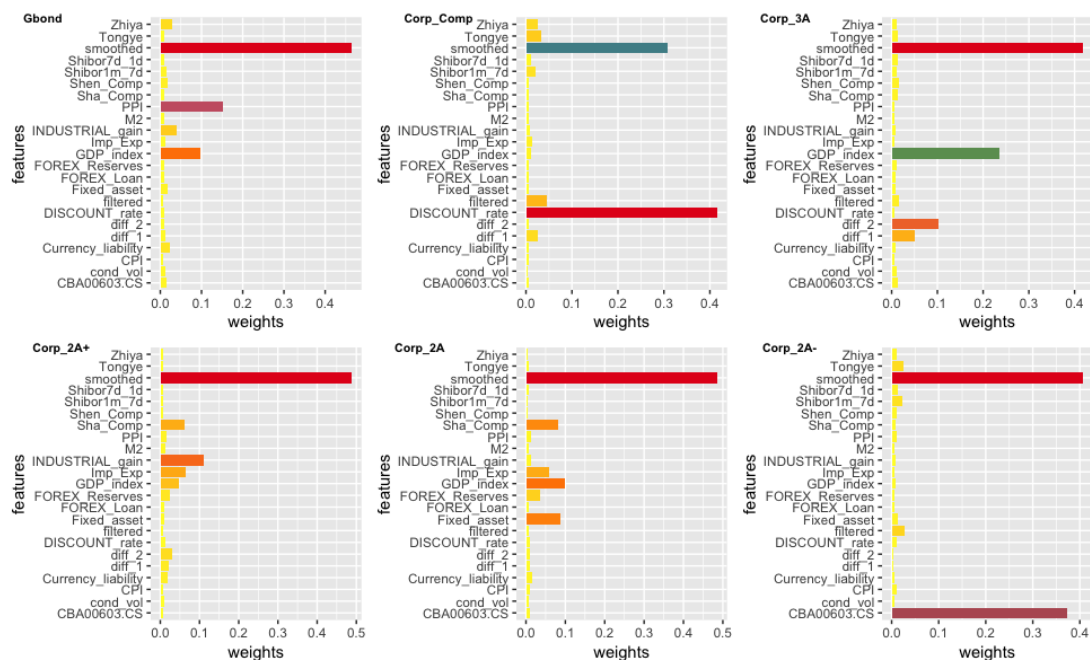 Gbond
Zhiya
Tongye
smoothed
Shibor7d_1d
Shibor1m_7d
Shen_Comp
Sha_Comp
PPI
M2
INDUSTRIAL_gain
Imp_Exp
GDP_index
FOREX_Reserves
FOREX_Loan
Fixed_asset
filtered
DISCOUNT_rate
diff_2
diff_1
Currency_liability
CPI
cond_vol
CBA00603.CS
features
0.0 0.1 0.2 0.3 0.4
weights
Corp_Comp
Zhiya
Tongye
smoothed
Shibor7d_1d
Shibor1m_7d
Shen_Comp
Sha_Comp
PPI
M2
INDUSTRIAL_gain
Imp_Exp
GDP_index
FOREX_Reserves
FOREX_Loan
Fixed_asset
filtered
DISCOUNT_rate
diff_2
diff_1
Currency_liability
CPI
cond_vol
CBA00603.CS
features
0.0 0.1 0.2 0.3 0.4
weights
Corp_3A
Zhiya
Tongye
smoothed
Shibor7d_1d
Shibor1m_7d
Shen_Comp
Sha_Comp
PPI
M2
INDUSTRIAL_gain
Imp_Exp
GDP_index
FOREX_Reserves
FOREX_Loan
Fixed_asset
filtered
DISCOUNT_rate
diff_2
diff_1
Currency_liability
CPI
cond_vol
CBA00603.CS
features
0.0 0.1 0.2 0.3 0.4
weights
Corp_2A+
Zhiya
Tongye
smoothed
Shibor7d_1d
Shibor1m_7d
Shen_Comp
Sha_Comp
PPI
M2
INDUSTRIAL_gain
Imp_Exp
GDP_index
FOREX_Reserves
FOREX_Loan
Fixed_asset
filtered
DISCOUNT_rate
diff_2
diff_1
Currency_liability
CPI
cond_vol
CBA00603.CS
features
0.0 0.1 0.2 0.3 0.4 0.5
weights
Corp_2A
Zhiya
Tongye
smoothed
Shibor7d_1d
Shibor1m_7d
Shen_Comp
Sha_Comp
PPI
M2
INDUSTRIAL_gain
Imp_Exp
GDP_index
FOREX_Reserves
FOREX_Loan
Fixed_asset
filtered
DISCOUNT_rate
diff_2
diff_1
Currency_liability
CPI
cond_vol
CBA00603.CS
features
0.0 0.1 0.2 0.3 0.4 0.5
weights
Corp_2A-
Zhiya
Tongye
smoothed
Shibor7d_1d
Shibor1m_7d
Shen_Comp
Sha_Comp
PPI
M2
INDUSTRIAL_gain
Imp_Exp
GDP_index
FOREX_Reserves
FOREX_Loan
Fixed_asset
filtered
DISCOUNT_rate
diff_2
diff_1
Currency_liability
CPI
cond_vol
CBA00603.CS
features
0.0 0.1 0.2 0.3 0.4
weights